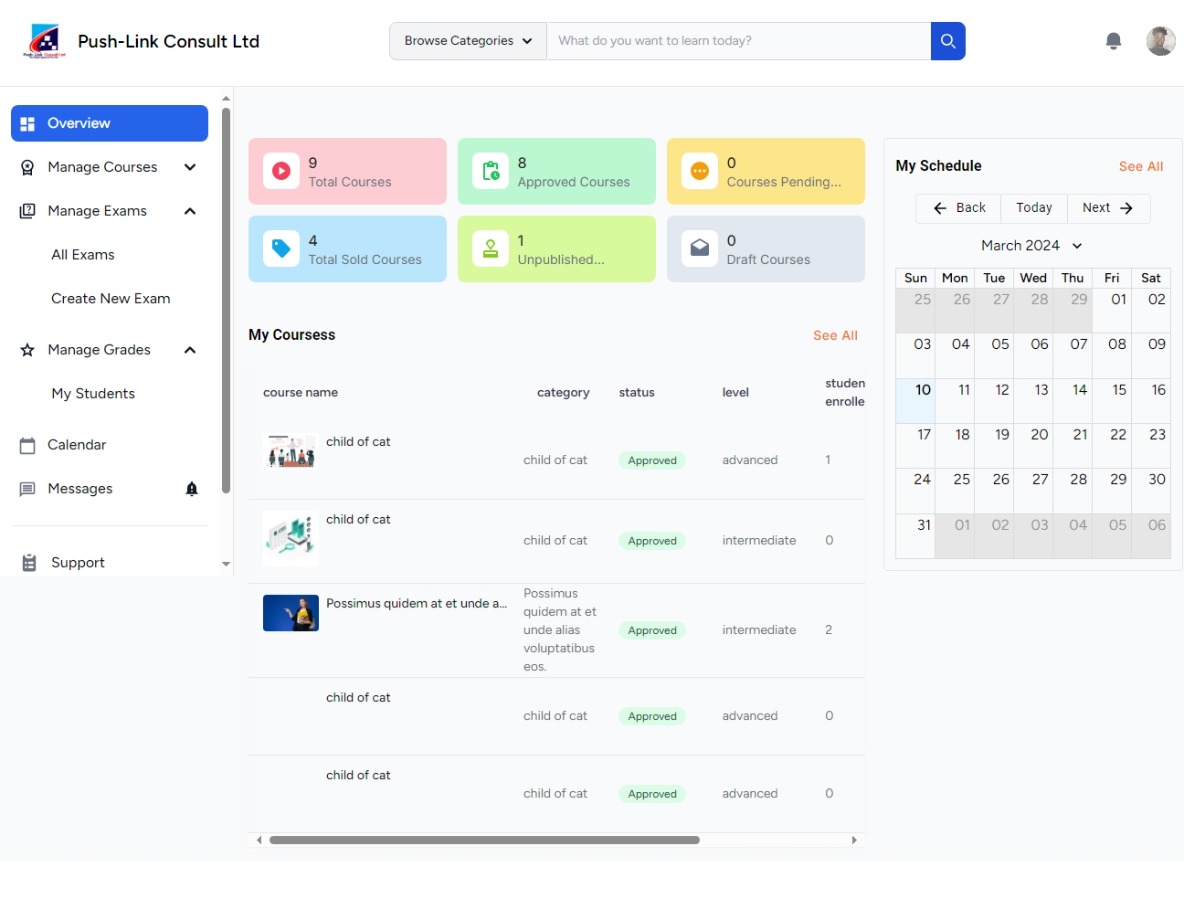 Push-Link Consult Ltd
Browse Categories
What do you want to learn today?
Overview
Manage Courses
Manage Exams
All Exams
Create New Exam
Manage Grades
My Students
Calendar
Messages
Support
9
Total Courses
8
Approved Courses
0
Courses Pending...
4
Total Sold Courses
1
Unpublished...
0
Draft Courses
My Coursess
See All
course name category status level studen
enrolle
child of cat
child of cat Approved advanced 1
child of cat
child of cat Approved intermediate 0
Possimus quidem at et unde a...
Possimus
quidem at et
unde alias
voluptatibus
eos.
Approved intermediate 2
child of cat
child of cat Approved advanced 0
child of cat
child of cat Approved advanced 0
My Schedule
See All
Back Today Next
March 2024
Sun Mon Tue Wed Thu Fri Sat
25 26 27 28 29 01 02
03 04 05 06 07 08 09
10 11 12 13 14 15 16
17 18 19 20 21 22 23
24 25 26 27 28 29 30
31 01 02 03 04 05 06